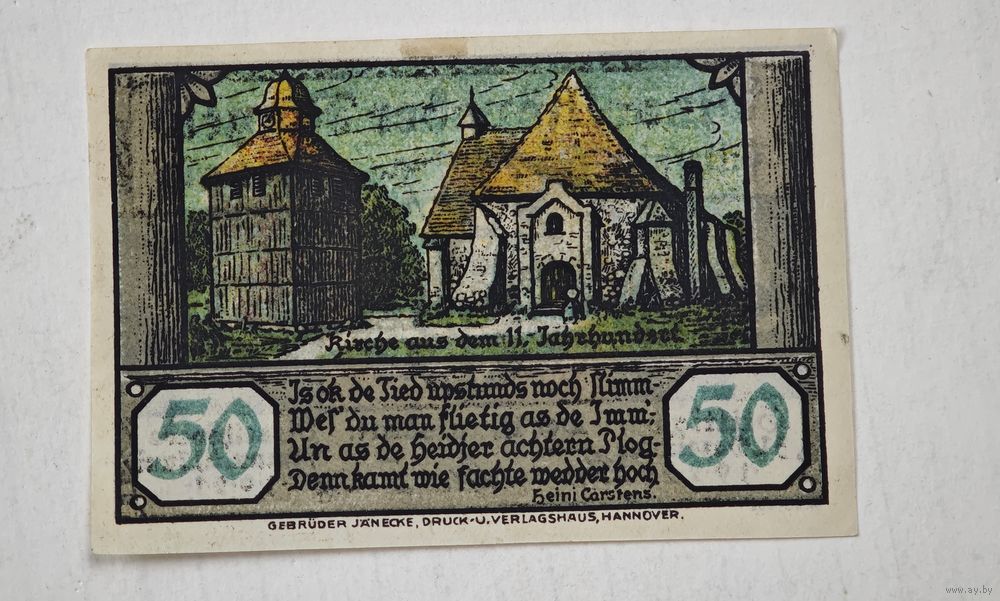 Kirche aus dem 11. Jahrhundert.
50
Is ok de Tied upstunds noch slimm-
Wes' du man flietig as de Imm'-
Un as de Heidjer achtern Plog-
Denn kamt wie sachte wedder hoch
Heini Carstens.
50
GEBRÜDER JÄNECKE, DRUCK-U. VERLAGSHAUS, HANNOVER.
www.ay.by